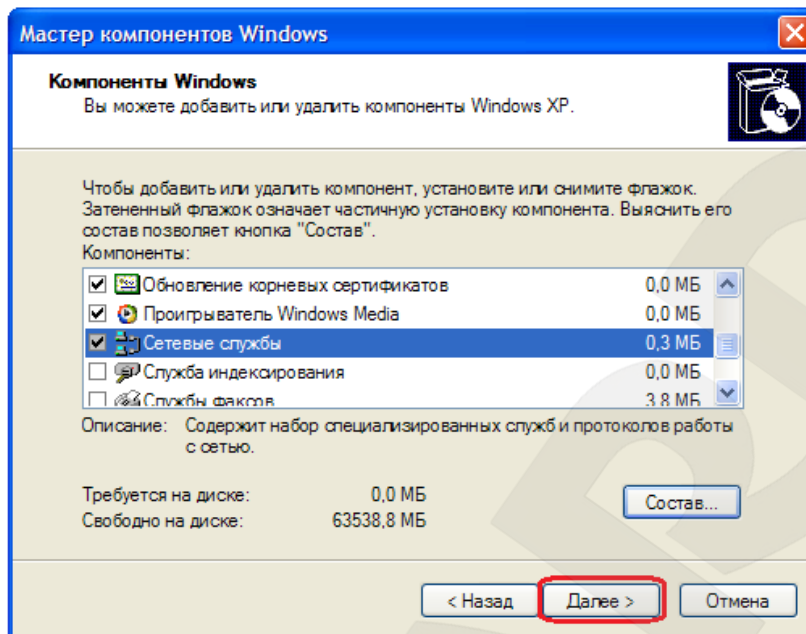 Мастер компонентов Windows
Компоненты Windows
Вы можете добавить или удалить компоненты Windows XP.
Чтобы добавить или удалить компонент, установите или снимите флажок.
Затененный флажок означает частичную установку компонента. Выяснить его
состав позволяет кнопка "Состав".
Компоненты:
Обновление корневых сертификатов 0,0 МБ
Проигрыватель Windows Media 0,0 МБ
Сетевые службы 0,3 МБ
Служба индексирования 0,0 МБ
Службы факсов 3,8 МБ
Описание: Содержит набор специализированных служб и протоколов работы
с сетью.
Требуется на диске: 0,0 МБ
Состав...
Свободно на диске: 63538,8 МБ
< Назад Далее > Отмена